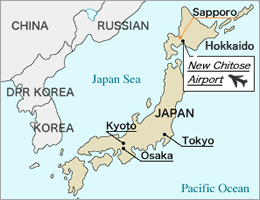 CHINA
RUSSIAN
Sapporo
Hokkaido
New Chitose
Airport
Japan Sea
DPR KOREA
KOREA
JAPAN
Kyoto
Tokyo
Osaka
Pacific Ocean